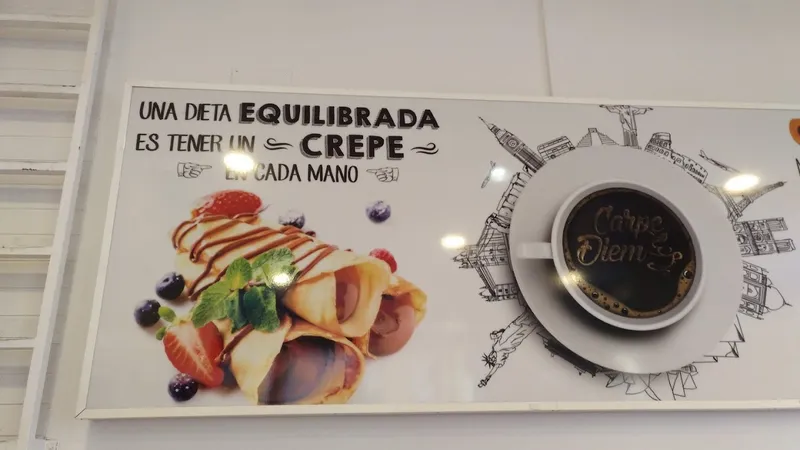 UNA DIETA EQUILIBRADA
ES TENER UN CREPE
EN CADA MANO
Carpe
Diem